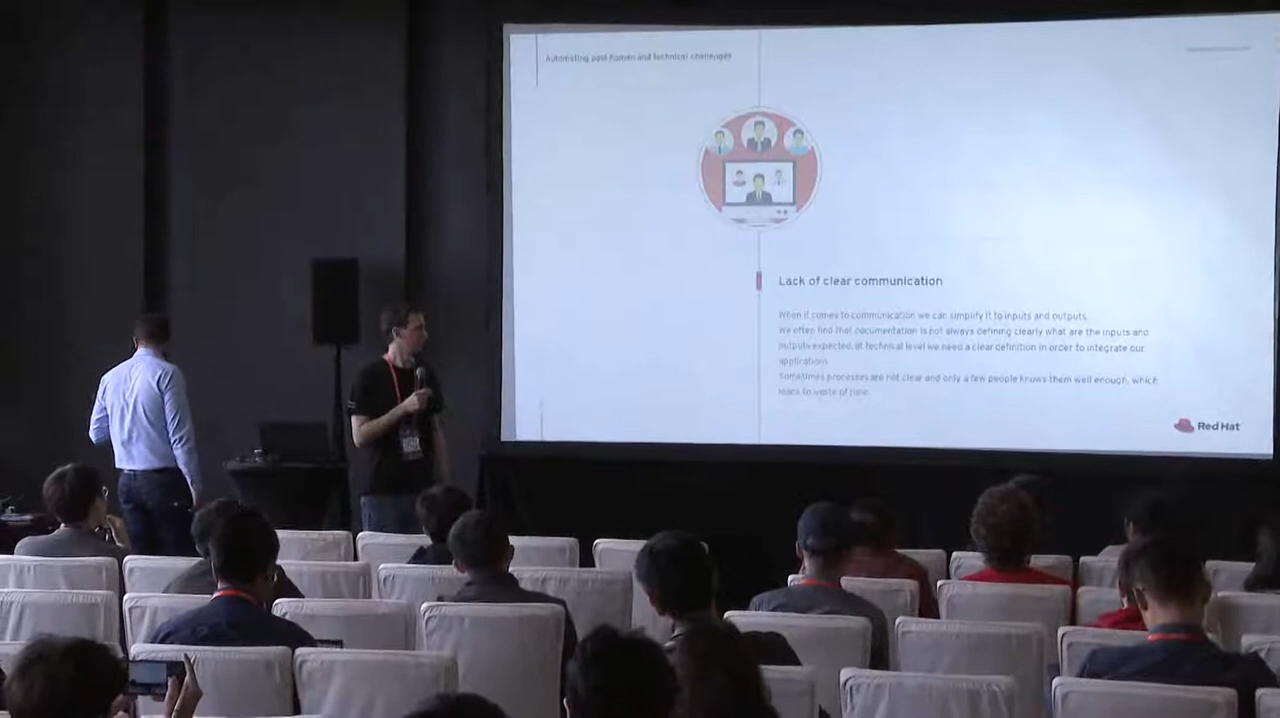 Automating past human and technical challenges
Lack of clear communication
When it comes to communication we can simplify it to inputs and outputs.
We often find that documentation is not always defining clearly what are the inputs and
outputs expected, at technical level we need a clear definition in order to integrate our
applications.
Sometimes processes are not clear and only a few people knows them well enough, which
leads to waste of time.
Red Hat